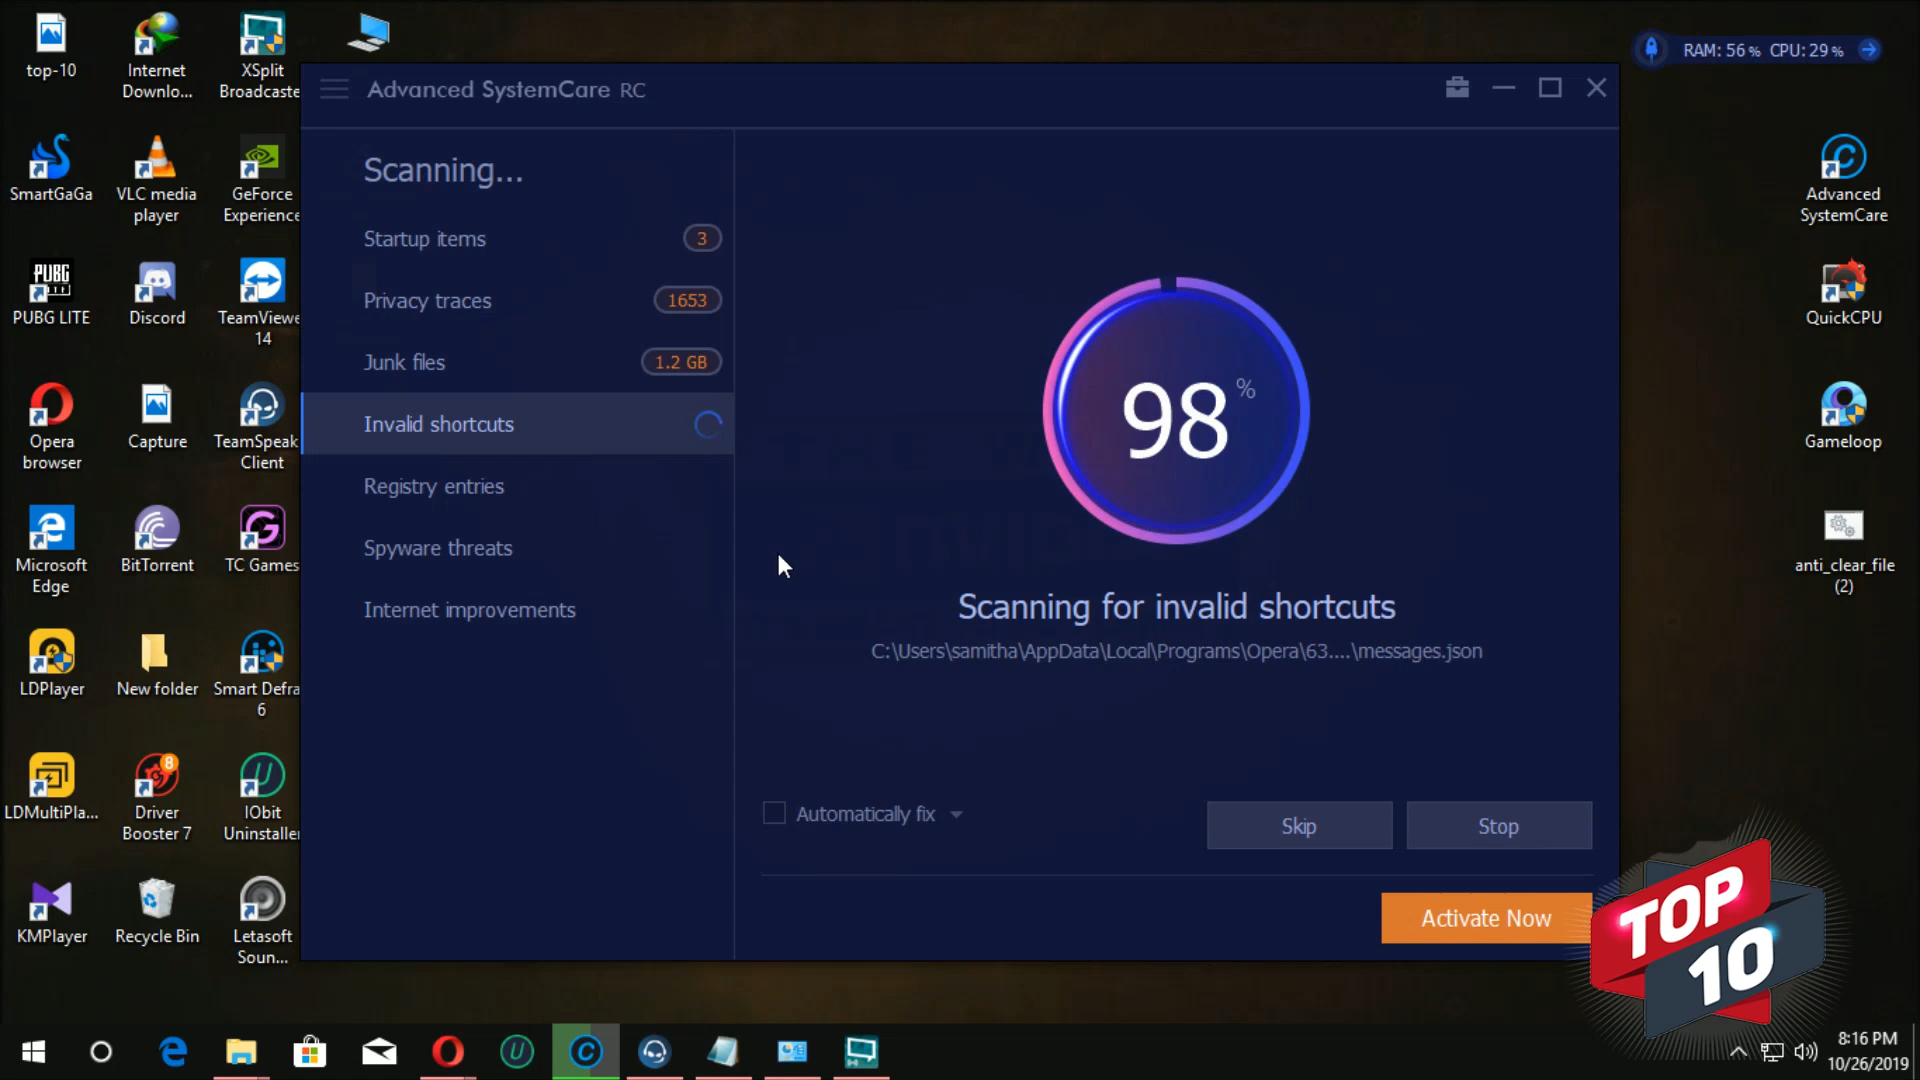 top-10
Internet
Downlo...
XSplit
Broadcaste
RAM: 56 % CPU: 29 %
Advanced SystemCare RC
SmartGaGa
VLC media
player
GeForce
Experience
Advanced
SystemCare
Scanning...
Startup items 3
Privacy traces 1653
Junk files 1.2 GB
Invalid shortcuts
Registry entries
Spyware threats
Internet improvements
98 %
Scanning for invalid shortcuts
C:\Users\samitha\AppData\Local\Programs\Opera\63....\messages.json
Automatically fix
Skip
Stop
Activate Now
PUBG
LITE
PUBG LITE
Discord
TeamViewe
14
QuickCPU
Opera
browser
Capture
TeamSpeak
Client
Gameloop
Microsoft
Edge
BitTorrent
TC Games
anti_clear_file
(2)
LDPlayer
New folder
Smart Defra
6
LDMultiPla...
8
Driver
Booster 7
IObit
Uninstaller
KMPlayer
Recycle Bin
Letasoft
Soun...
TOP
10
8:16 PM
10/26/2019